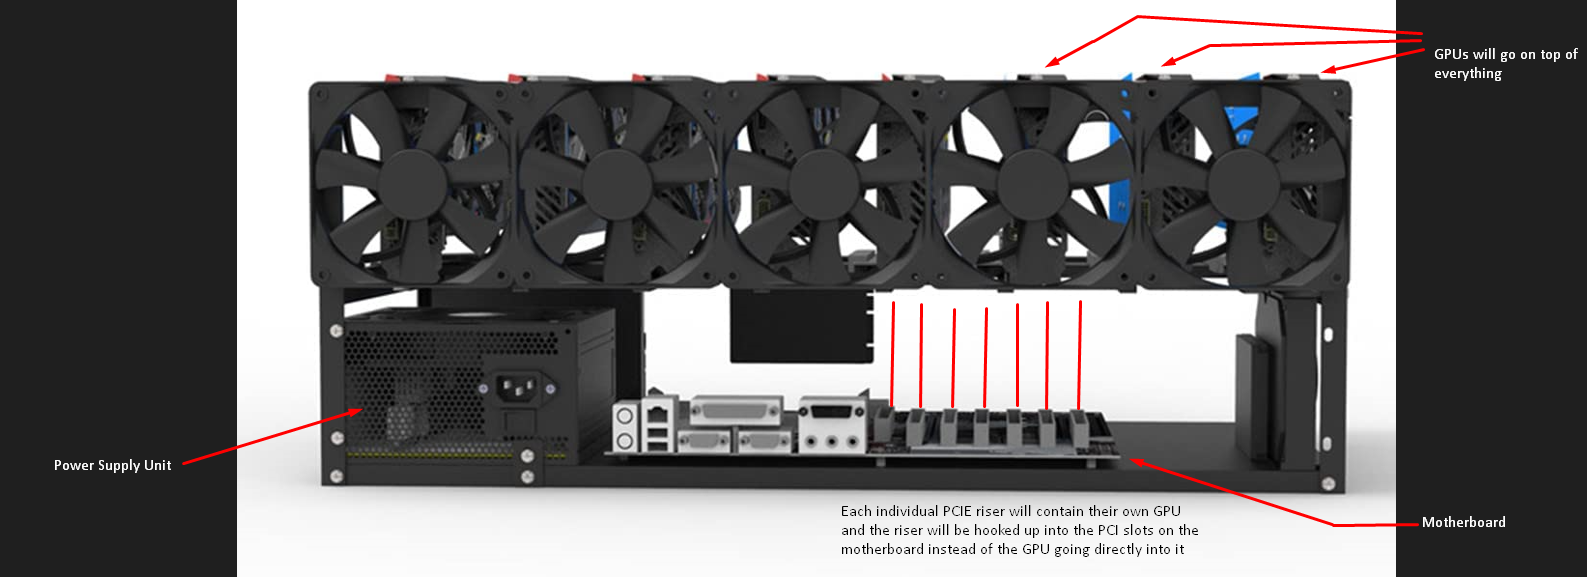 GPUs will go on top of
everything
Power Supply Unit
Each individual PCIE riser will contain their own GPU
and the riser will be hooked up into the PCI slots on the
motherboard instead of the GPU going directly into it
Motherboard